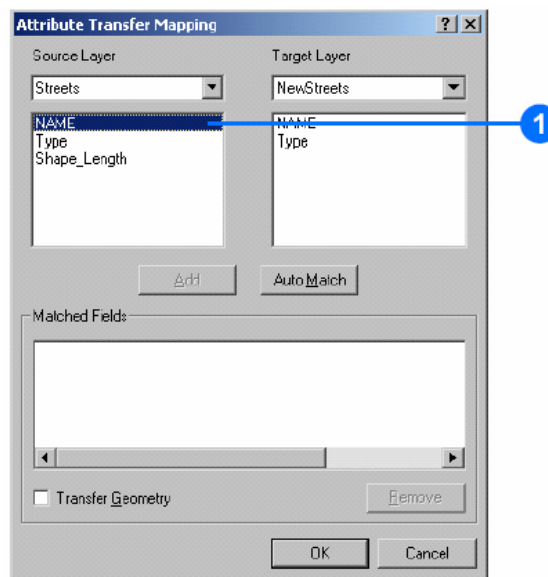 Attribute Transfer Mapping
Source Layer
Target Layer
Streets
NewStreets
NAME
Type
Shape_Length
NAME
Type
1
Add
Auto Match
Matched Fields
Transfer Geometry
Remove
OK
Cancel